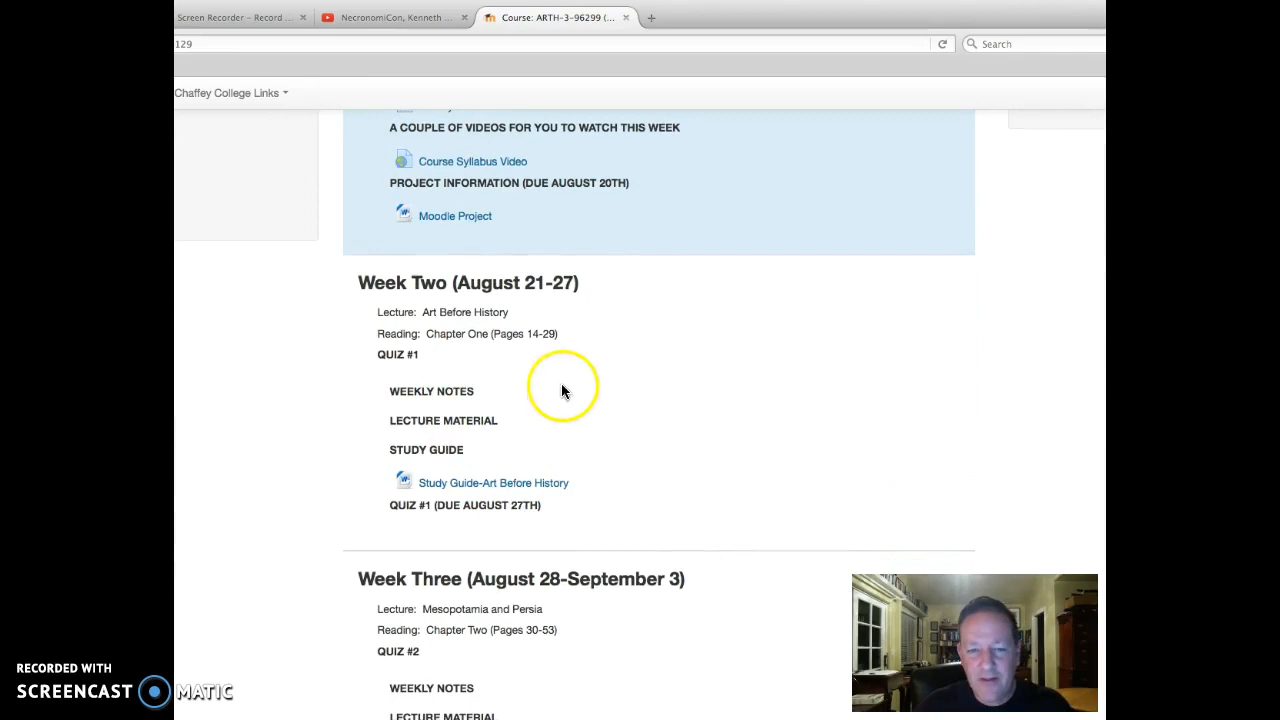 Screen Recorder – Record ...
NecronomiCon, Kenneth ...
Course: ARTH-3-96299 (...
129
Search
Chaffey College Links
A COUPLE OF VIDEOS FOR YOU TO WATCH THIS WEEK
Course Syllabus Video
PROJECT INFORMATION (DUE AUGUST 20TH)
Moodle Project
Week Two (August 21-27)
Lecture: Art Before History
Reading: Chapter One (Pages 14-29)
QUIZ #1
WEEKLY NOTES
LECTURE MATERIAL
STUDY GUIDE
Study Guide-Art Before History
QUIZ #1 (DUE AUGUST 27TH)
Week Three (August 28-September 3)
Lecture: Mesopotamia and Persia
Reading: Chapter Two (Pages 30-53)
QUIZ #2
WEEKLY NOTES
LECTURE MATERIAL
RECORDED WITH
SCREENCAST MATIC